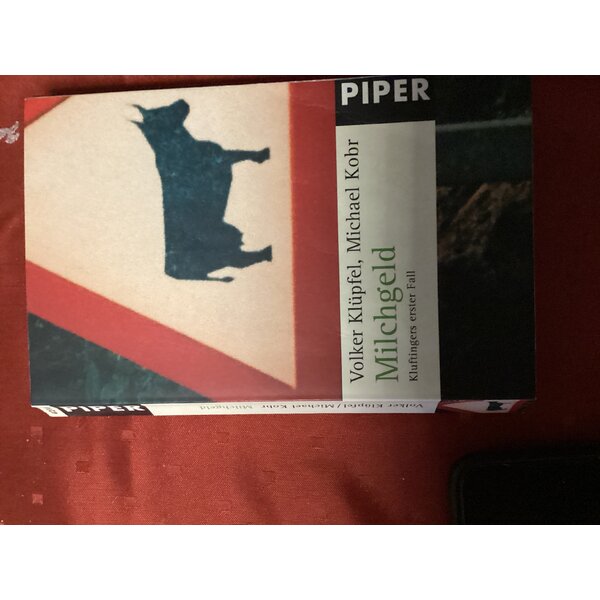 PIPER
Volker Klüpfel, Michael Kobr
Milchgeld
Kluftingers erster Fall
PIPER
Volker Klüpfel/Michael Kobr Milchgeld